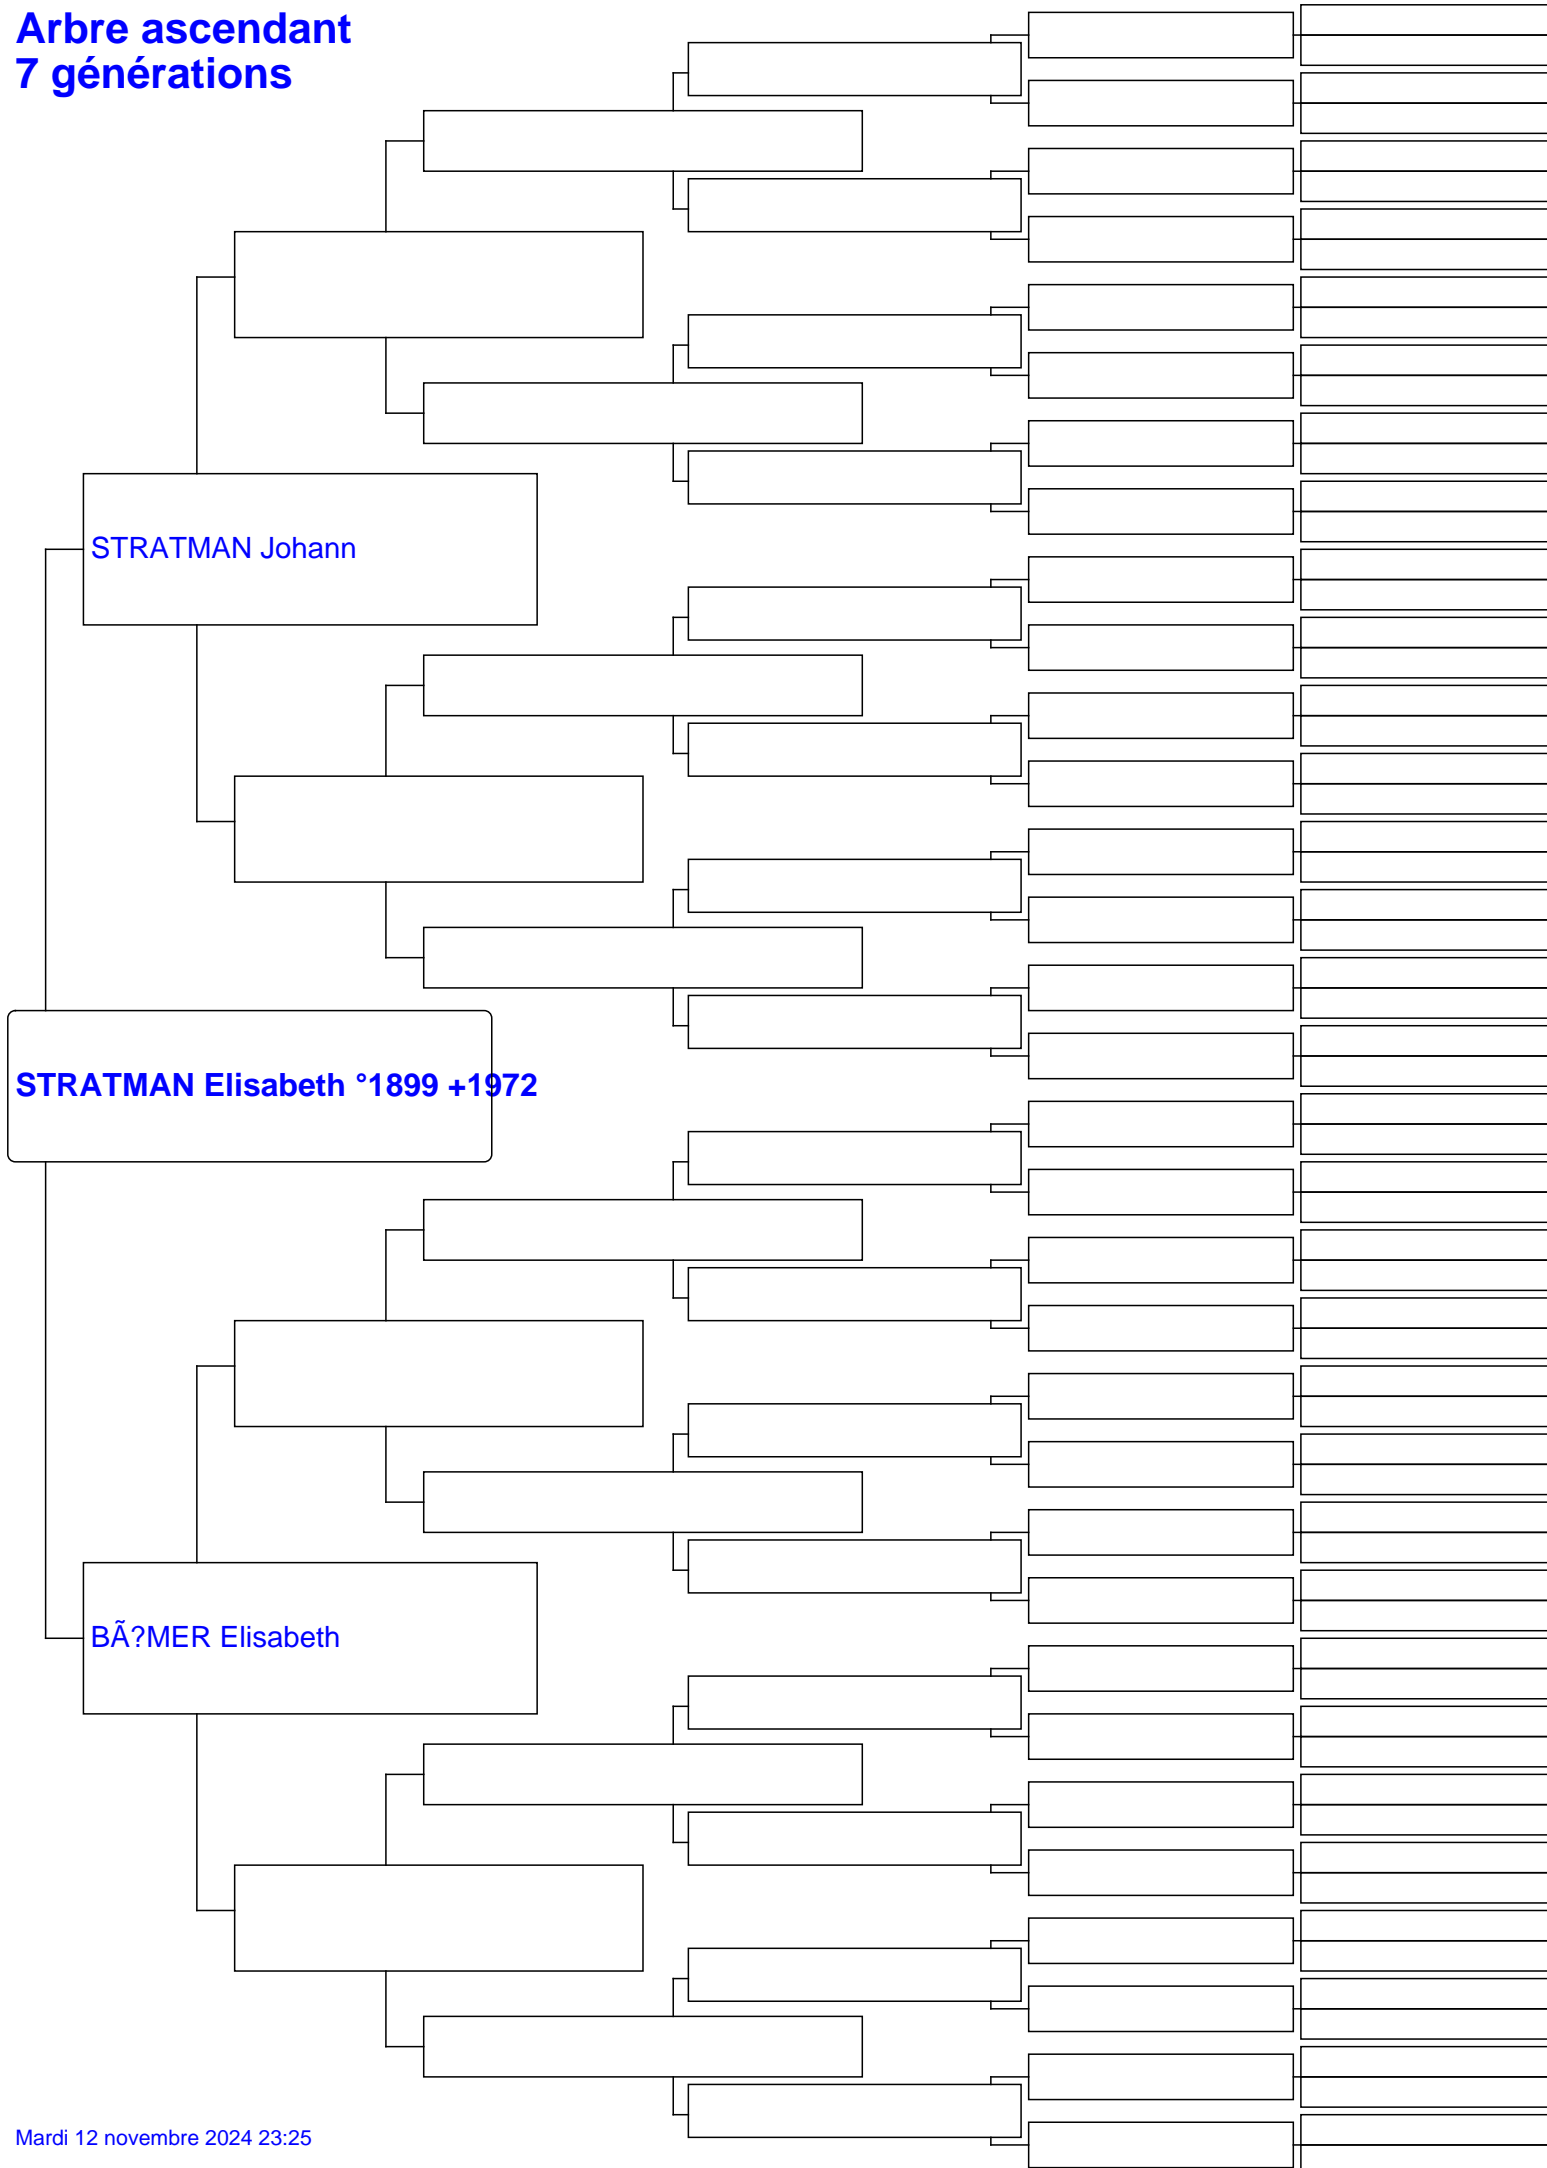 Arbre ascendant
7 générations
STRATMAN Johann
STRATMAN Elisabeth °1899 +1972
BÃ?MER Elisabeth
Mardi 12 novembre 2024 23:25